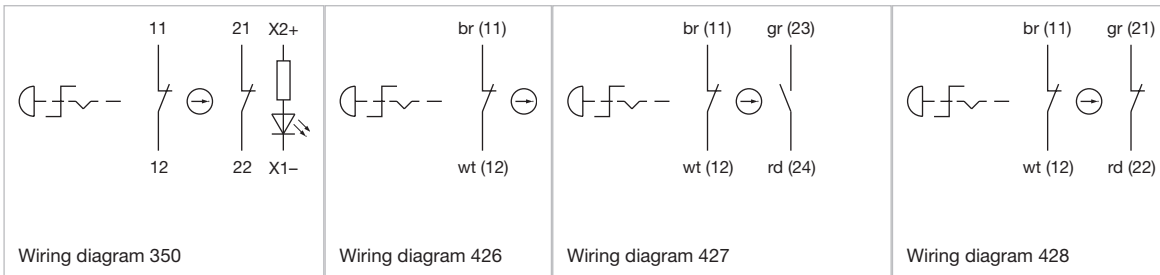 11 21 X2+
12 22 X1–
Wiring diagram 350
br (11)
wt (12)
Wiring diagram 426
br (11) gr (23)
wt (12) rd (24)
Wiring diagram 427
br (11) gr (21)
wt (12) rd (22)
Wiring diagram 428